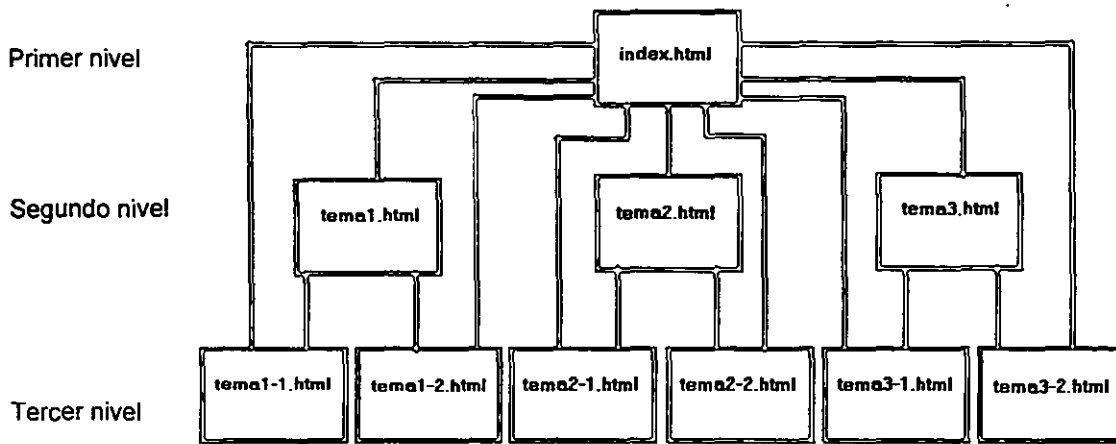 Primer nivel
index.html
Segundo nivel
tema1.html
tema2.html
tema3.html
Tercer nivel
tema1-1.html
tema1-2.html
tema2-1.html
tema2-2.html
tema3-1.html
tema3-2.html